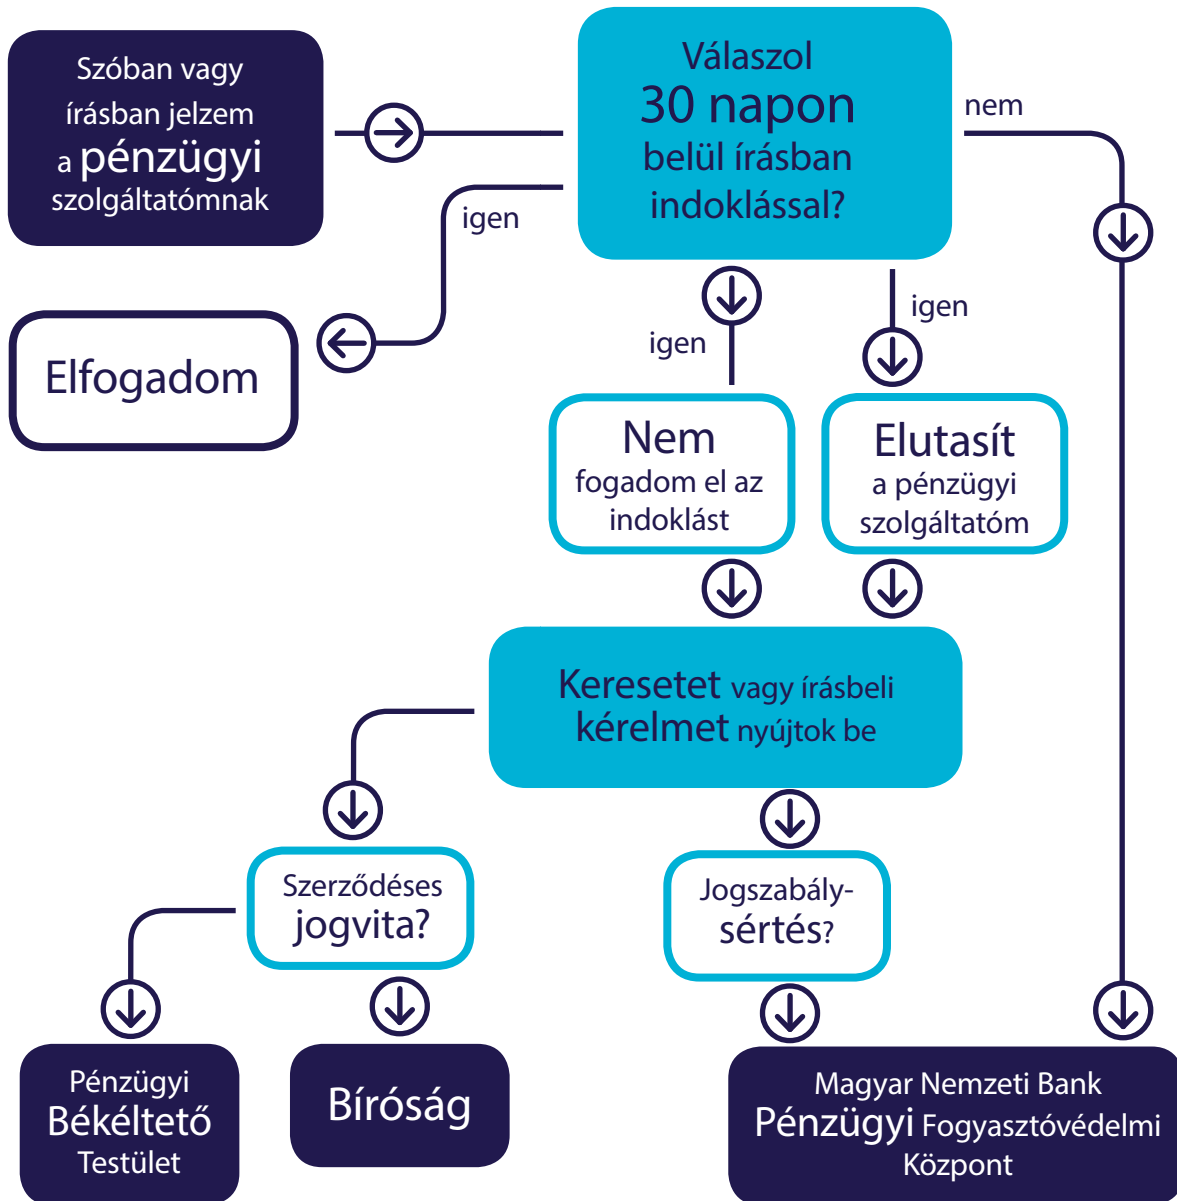 Szóban vagy
írásban jelzem
a pénzügyi
szolgáltatómnak
Válaszol
30 napon
belül írásban
indoklással?
nem
igen
Elfogadom
igen
igen
Nem
fogadom el az
indoklást
Elutasít
a pénzügyi
szolgáltatóm
Keresetet vagy írásbeli
kérelmet nyújtok be
Szerződéses
jogvita?
Jogszabály-
sértés?
Pénzügyi
Békéltető
Testület
Bíróság
Magyar Nemzeti Bank
Pénzügyi Fogyasztóvédelmi
Központ